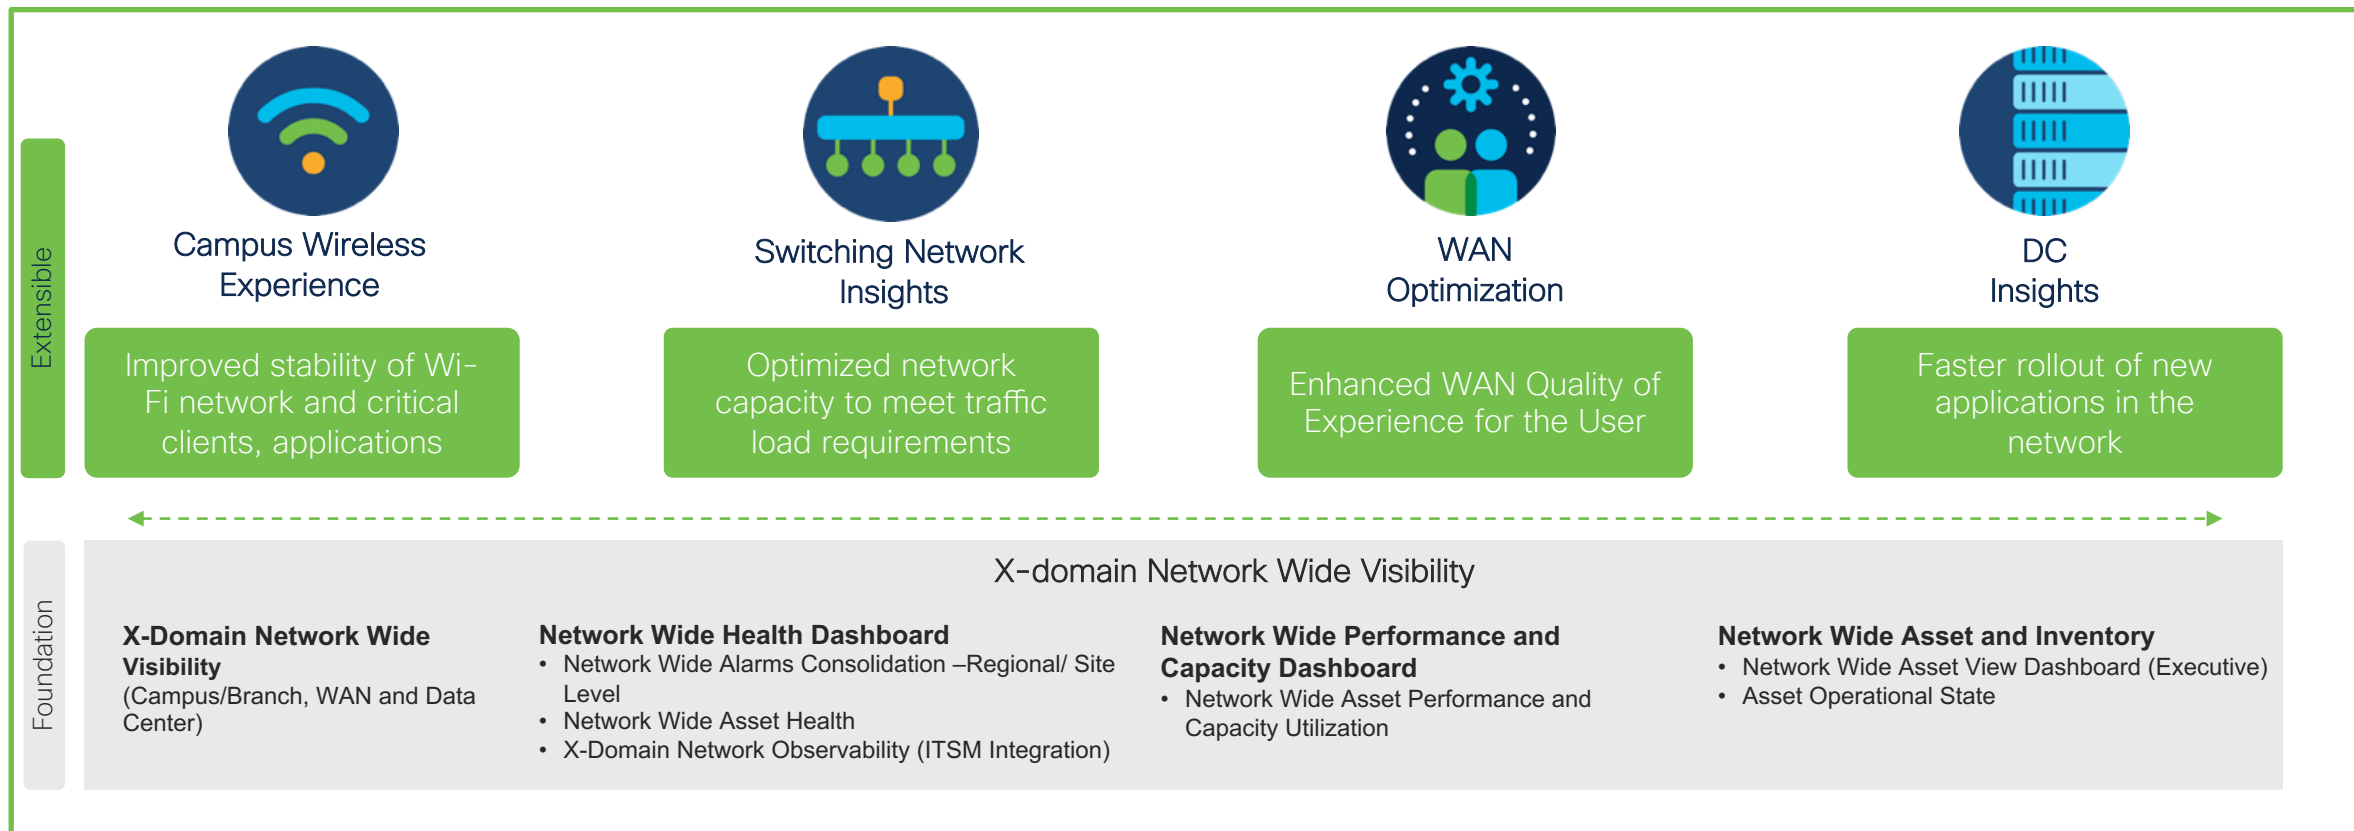 Extensible
Campus Wireless
Experience
Improved stability of Wi-
Fi network and critical
clients, applications
Switching Network
Insights
Optimized network
capacity to meet traffic
load requirements
WAN
Optimization
Enhanced WAN Quality of
Experience for the User
DC
Insights
Faster rollout of new
applications in the
network
Foundation
X-domain Network Wide Visibility
X-Domain Network Wide
Visibility
(Campus/Branch, WAN and Data
Center)
Network Wide Health Dashboard
• Network Wide Alarms Consolidation –Regional/ Site
Level
• Network Wide Asset Health
• X-Domain Network Observability (ITSM Integration)
Network Wide Performance and
Capacity Dashboard
• Network Wide Asset Performance and
Capacity Utilization
Network Wide Asset and Inventory
• Network Wide Asset View Dashboard (Executive)
• Asset Operational State